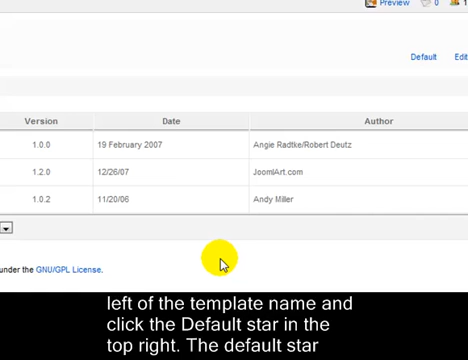 Preview 0 1
Default Edit
Version Date Author
1.0.0 19 February 2007 Angie Radtke/Robert Deutz
1.2.0 12/26/07 JoomlArt.com
1.0.2 11/20/06 Andy Miller
under the GNU/GPL License.
left of the template name and
click the Default star in the
top right. The default star